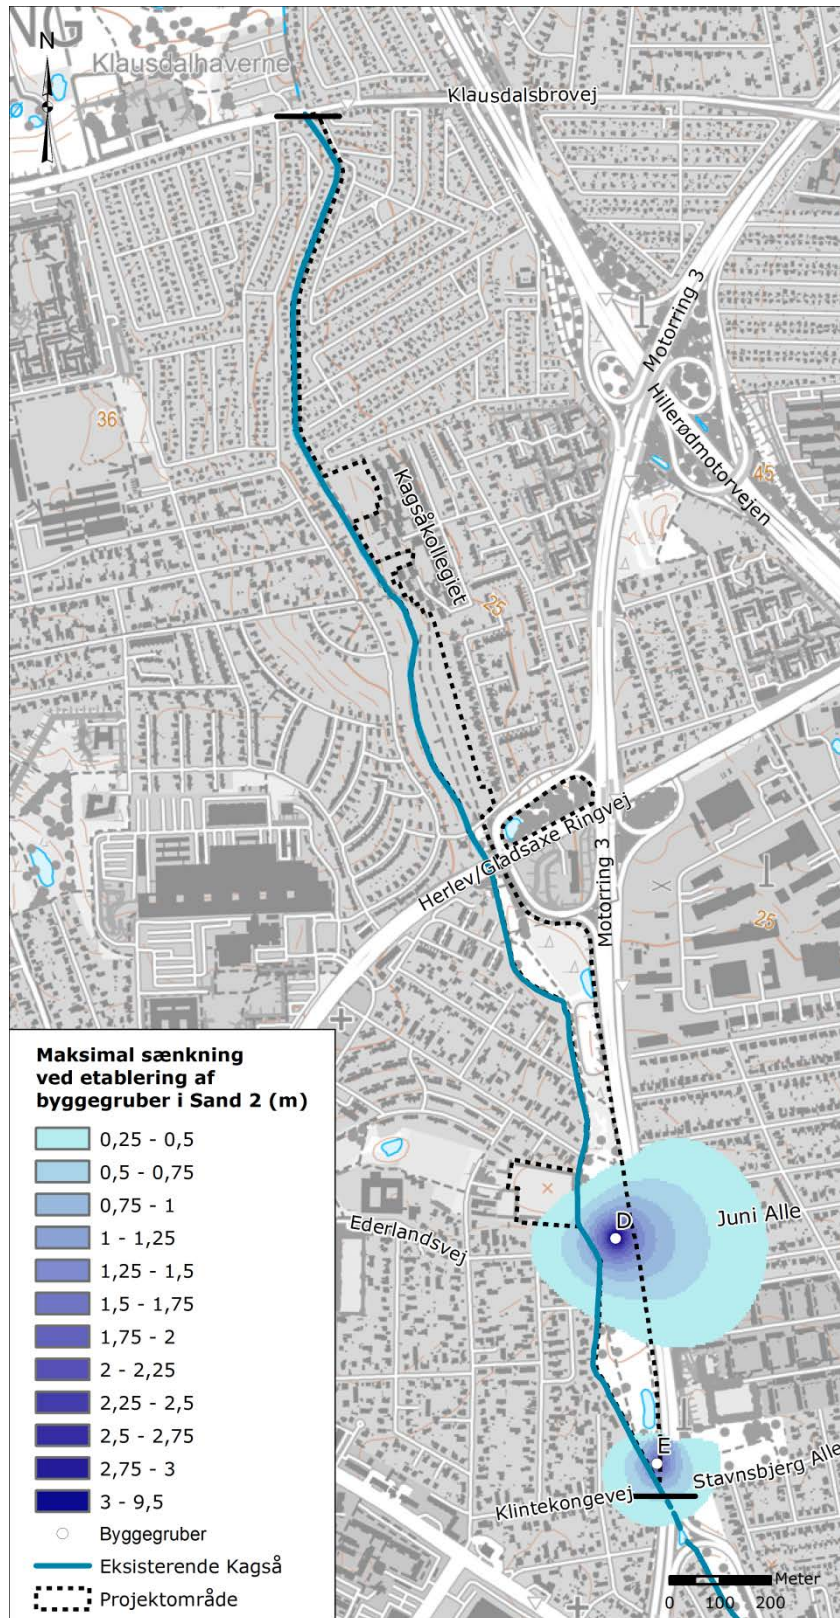 NG
N
Klausdalhaverne
Klausdalsbrovej
Motorring 3
Hillerødmotorvejen
36
45
Kagsåkollegiet
25
Herlev/Gladsaxe Ringvej
Motorring 3
25
Juni Alle
D
Ederlandsvej
E
Stavnsbjerg Alle
Klintekongevej
Maksimal sænkning
ved etablering af
byggegruber i Sand 2 (m)
0,25 - 0,5
0,5 - 0,75
0,75 - 1
1 - 1,25
1,25 - 1,5
1,5 - 1,75
1,75 - 2
2 - 2,25
2,25 - 2,5
2,5 - 2,75
2,75 - 3
3 - 9,5
Byggegruber
Eksisterende Kagså
Projektområde
Meter
0 100 200